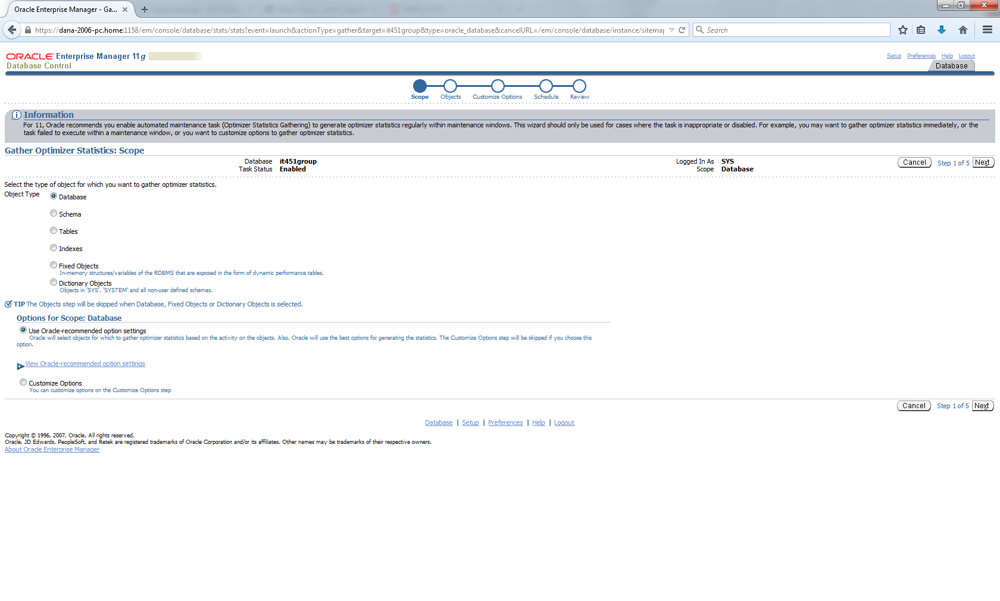 Oracle Enterprise Manager - Ga...
https://dana-2006-pc.home:1158/em/console/database/stats/stats?event=launch&actionType=gather&target=it451group&type=oracle_database&cancelURL=/em/console/database/instance/sitemap
Search
ORACLE Enterprise Manager 11g
Database Control
Setup Preferences Help Logout
Database
Scope Objects Customize Options Schedule Review
Information
For 11, Oracle recommends you enable automated maintenance task (Optimizer Statistics Gathering) to generate optimizer statistics regularly within maintenance windows. This wizard should only be used for cases where the task is inappropriate or disabled. For example, you may want to gather optimizer statistics immediately, or the
task failed to execute within a maintenance window, or you want to customize options to gather optimizer statistics.
Gather Optimizer Statistics: Scope
Database it451group Logged In As SYS
Task Status Enabled Scope Database
Cancel Step 1 of 5 Next
Select the type of object for which you want to gather optimizer statistics.
Object Type Database
Schema
Tables
Indexes
Fixed Objects
In-memory structures/variables of the RDBMS that are exposed in the form of dynamic performance tables.
Dictionary Objects
Objects in 'SYS', 'SYSTEM' and all non-user defined schemas.
TIP The Objects step will be skipped when Database, Fixed Objects or Dictionary Objects is selected.
Options for Scope: Database
Use Oracle-recommended option settings
Oracle will select objects for which to gather optimizer statistics based on the activity on the objects. Also, Oracle will use the best options for generating the statistics. The Customize Options step will be skipped if you choose this
option.
View Oracle-recommended option settings
Customize Options
You can customize options on the Customize Options step
Cancel Step 1 of 5 Next
Database | Setup | Preferences | Help | Logout
Copyright © 1996, 2007, Oracle. All rights reserved.
Oracle, JD Edwards, PeopleSoft, and Retek are registered trademarks of Oracle Corporation and/or its affiliates. Other names may be trademarks of their respective owners.
About Oracle Enterprise Manager